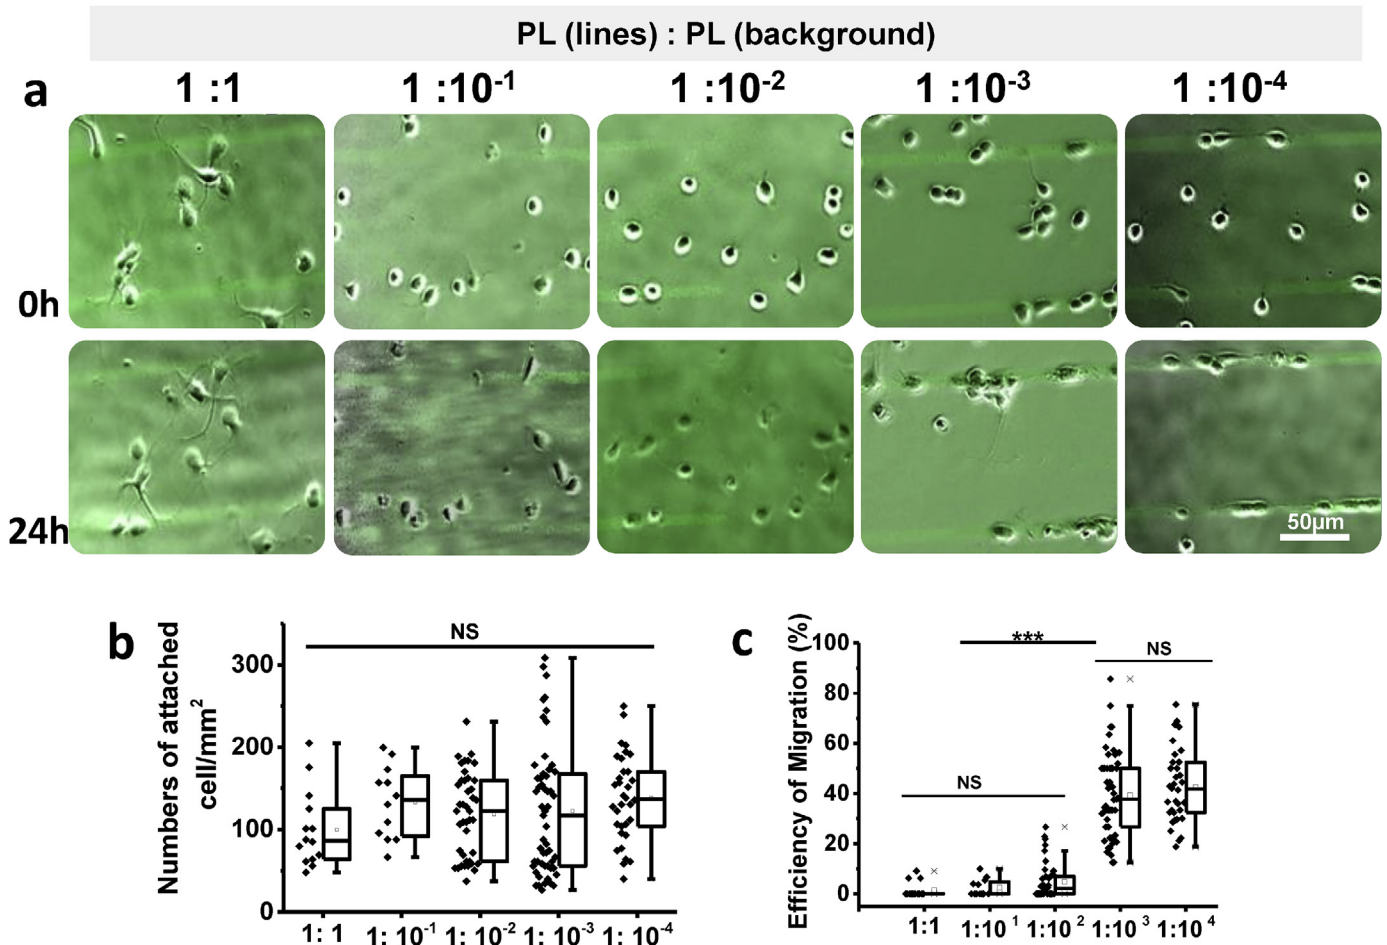 PL (lines) : PL (background)
a
1 :1
1 :10⁻¹
1 :10⁻²
1 :10⁻³
1 :10⁻⁴
0h
24h
50µm
b
Numbers of attached
cell/mm²
NS
300
200
100
0
1: 1
1: 10⁻¹
1: 10⁻²
1: 10⁻³
1: 10⁻⁴
c
Efficiency of Migration (%)
***
NS
NS
100
80
60
40
20
0
1:1
1:10 ¹
1:10 ²
1:10 ³
1:10 ⁴